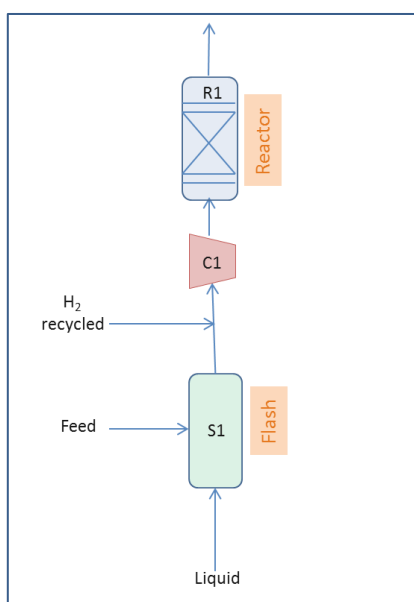 R1
Reactor
C1
H₂
recycled
Feed
S1
Flash
Liquid